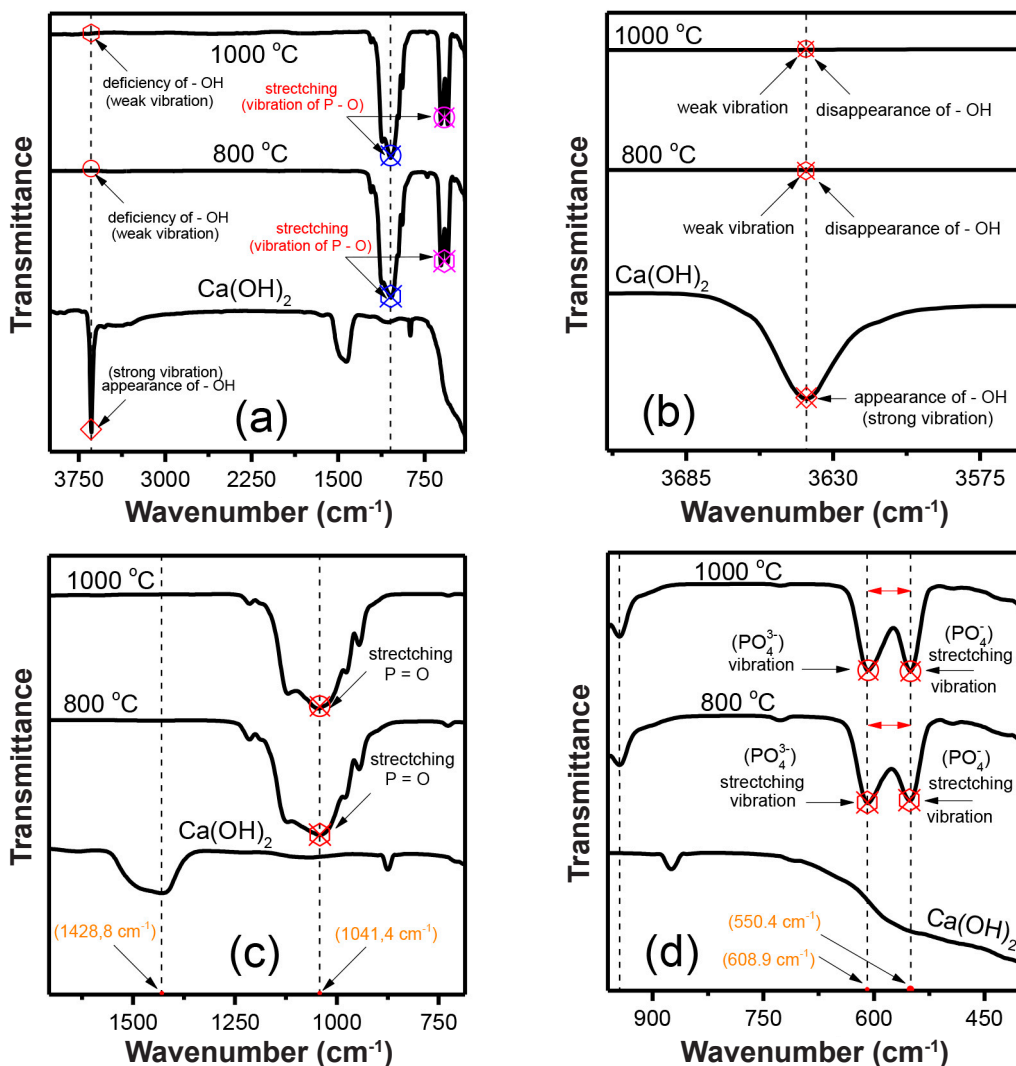 1000 °C
deficiency of - OH
(weak vibration)
strectching
(vibration of P - O)
800 °C
deficiency of - OH
(weak vibration)
strectching
(vibration of P - O)
Ca(OH)2
(strong vibration)
appearance of - OH
(a)
Transmittance
3750 3000 2250 1500 750
Wavenumber (cm-1)
1000 °C
weak vibration
disappearance of - OH
800 °C
weak vibration
disappearance of - OH
Ca(OH)2
appearance of - OH
(strong vibration)
(b)
Transmittance
3685 3630 3575
Wavenumber (cm-1)
1000 °C
strectching
P = O
800 °C
strectching
P = O
Ca(OH)2
(1428,8 cm-1)
(1041,4 cm-1)
(c)
Transmittance
1500 1250 1000 750
Wavenumber (cm-1)
1000 °C
(PO4 3-)
vibration
(PO4 -)
strectching
vibration
800 °C
(PO4 3-)
strectching
vibration
(PO4 -)
strectching
vibration
Ca(OH)2
(550.4 cm-1)
(608.9 cm-1)
(d)
Transmittance
900 750 600 450
Wavenumber (cm-1)